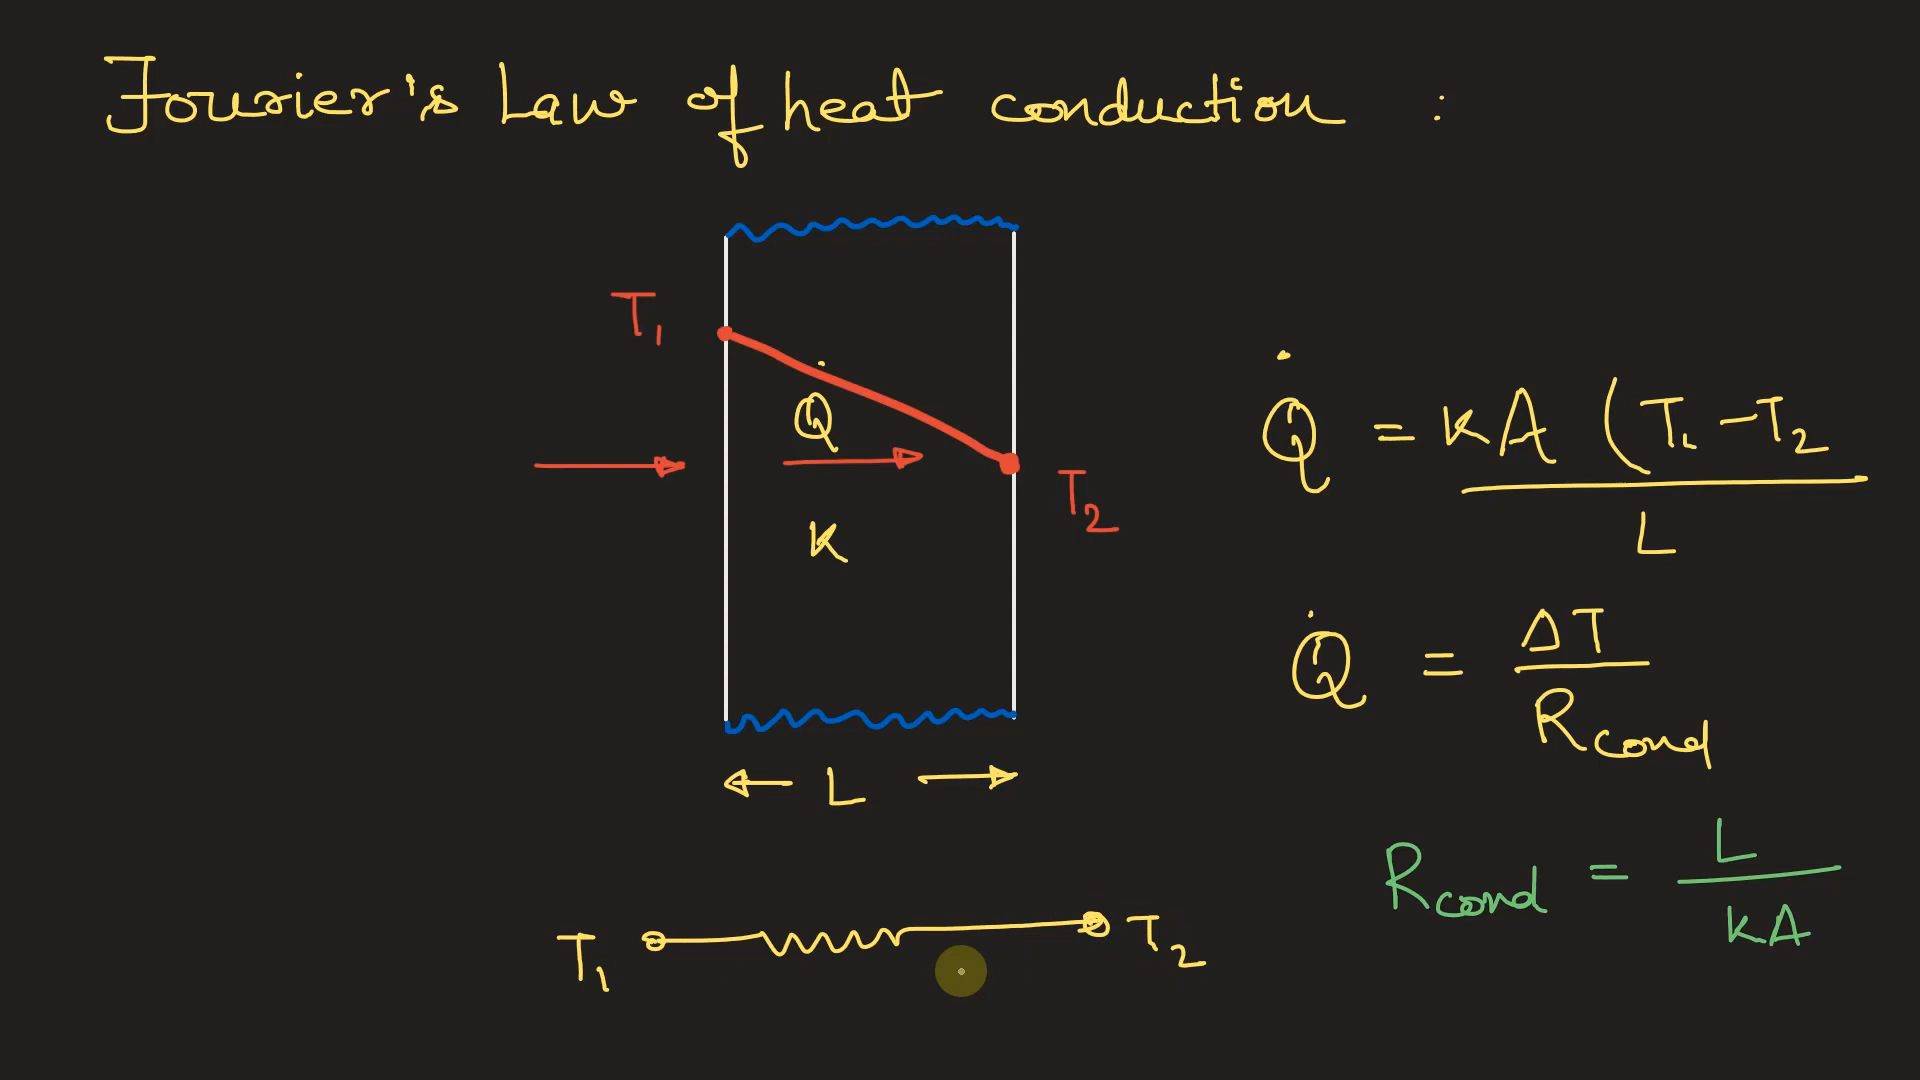 Fourier's Law of heat conduction :
T₁
Q̇
K
T₂
L
Q̇ = KA (T₁ - T₂
L
Q̇ = ΔT
Rcond
Rcond = L
KA
T₁ T₂